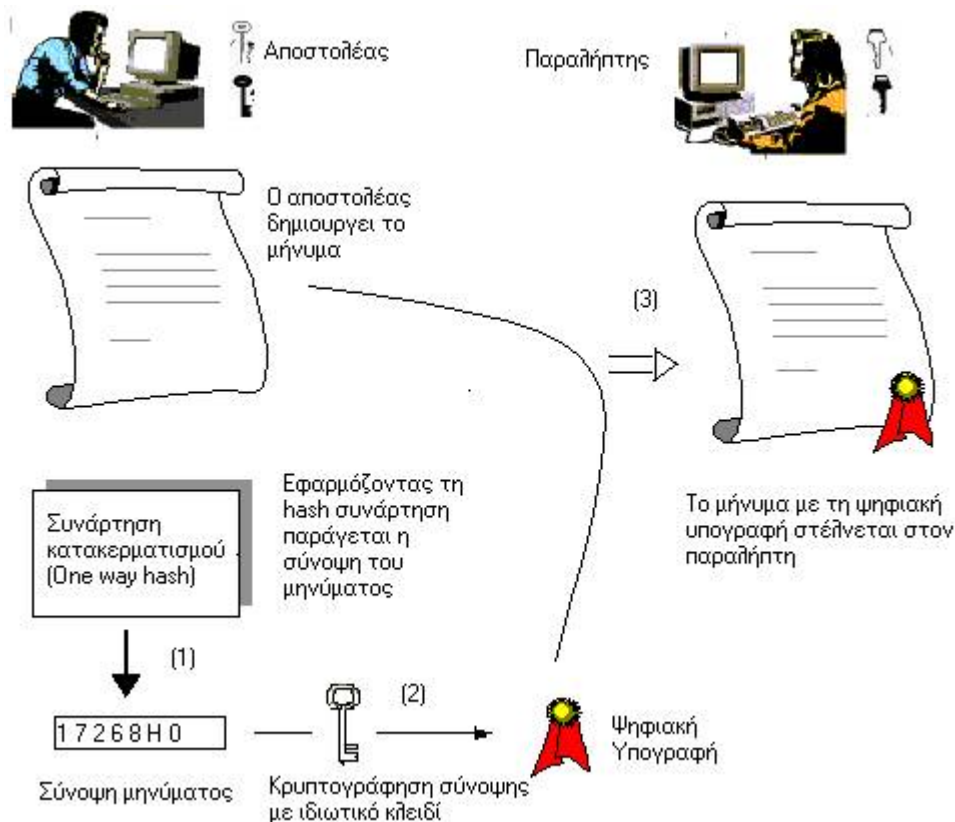 Αποστολέας
Παραλήπτης
Ο αποστολέας
δημιουργει το
μήνυμα
(3)
Εφαρμόζοντας τη
hash συνάρτηση
παράγεται η
σύνοψη του
μηνύματος
Συνάρτηση
κατακερματισμού
(One way hash)
Το μήνυμα με τη ψηφιακή
υπογραφή στέλνεται στον
παραλήπτη
(1)
(2)
17268H0
Ψηφιακή
Υπογραφή
Σύνοψη μηνύματος
Κρυπτογράφηση σύνοψης
με ιδιωτικό κλειδί